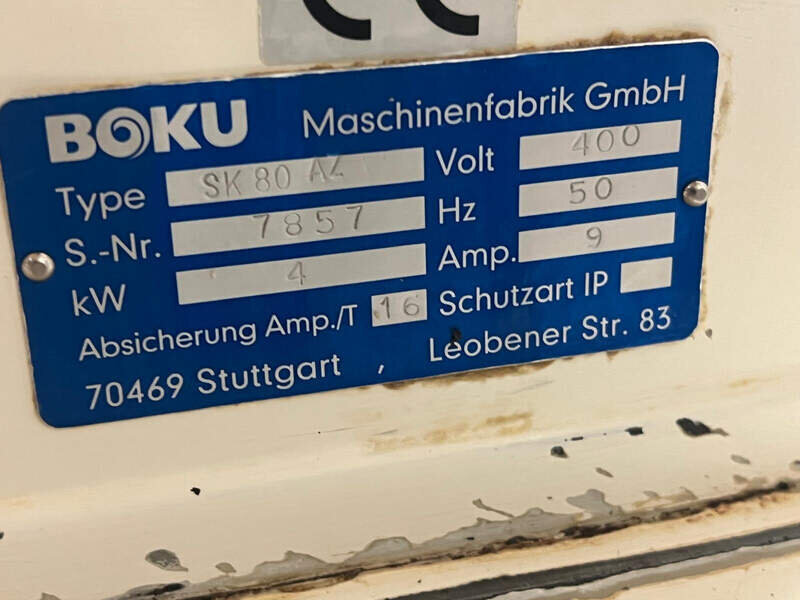 BOKU Maschinenfabrik GmbH
Type SK 80 AZ Volt 400
S.-Nr. 7857 Hz 50
kW 4 Amp. 9
Absicherung Amp./T 16 Schutzart IP
70469 Stuttgart , Leobener Str. 83